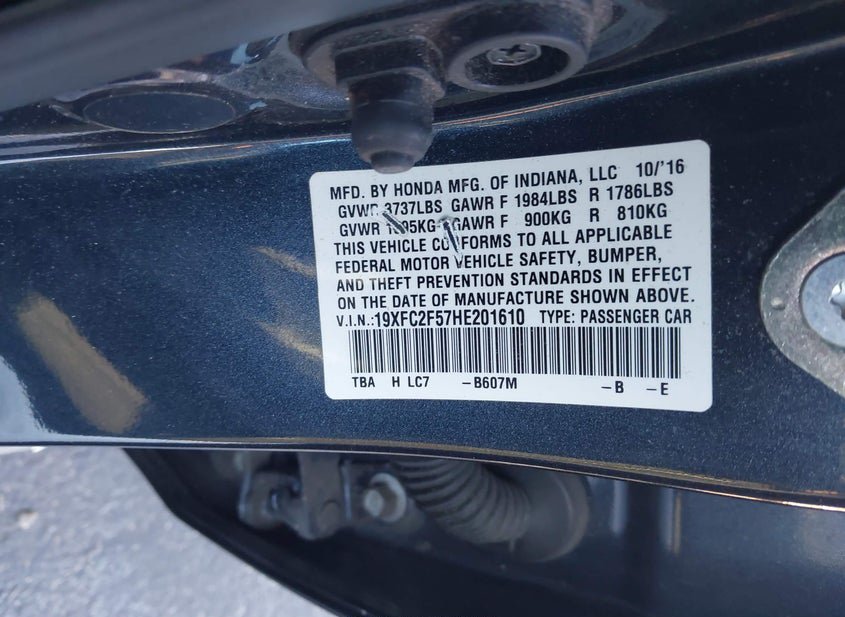 MFD. BY HONDA MFG. OF INDIANA, LLC 10/'16
GVWR 3737LBS GAWR F 1984LBS R 1786LBS
GVWR 1695KG GAWR F 900KG R 810KG
THIS VEHICLE CONFORMS TO ALL APPLICABLE
FEDERAL MOTOR VEHICLE SAFETY, BUMPER,
AND THEFT PREVENTION STANDARDS IN EFFECT
ON THE DATE OF MANUFACTURE SHOWN ABOVE.
V.I.N.:19XFC2F57HE201610 TYPE: PASSENGER CAR
TBA H LC7 –B607M –B –E